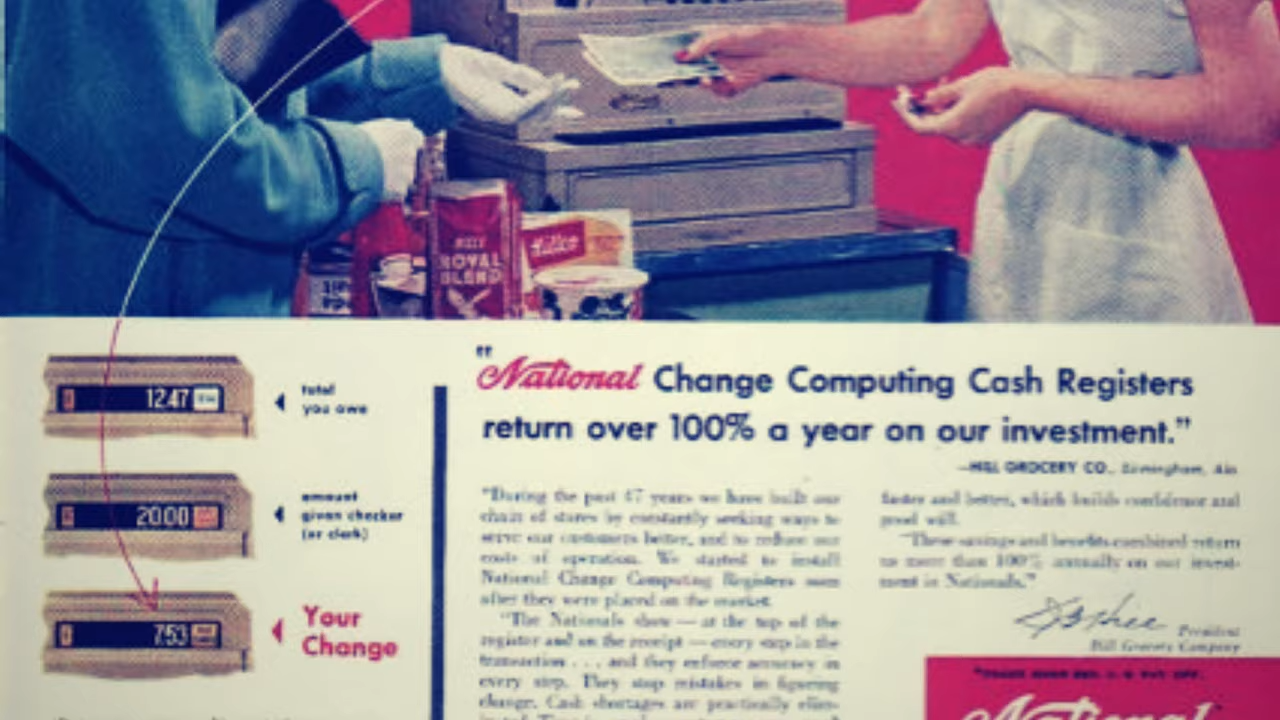 ROYAL
BLEND
12.47
total
you owe
20.00
amount
given checker
(or clerk)
7.53
Your
Change
"National Change Computing Cash Registers
return over 100% a year on our investment."
—HILL GROCERY CO., Birmingham, Ala.
"During the past 47 years we have built our
chain of stores by constantly seeking ways to
serve our customers better, and to reduce our
costs of operation. We started to install
National Change Computing Registers soon
after they were placed on the market.
"The Nationals show — at the top of the
register and on the receipt — every step in the
transaction . . . and they enforce accuracy in
every step. They stop mistakes in figuring
change. Cash shortages are practically elim-
faster and better, which builds confidence and
good will.
"These savings and benefits combined return
us more than 100% annually on our invest-
ment in Nationals."
President
Hill Grocery Company
National